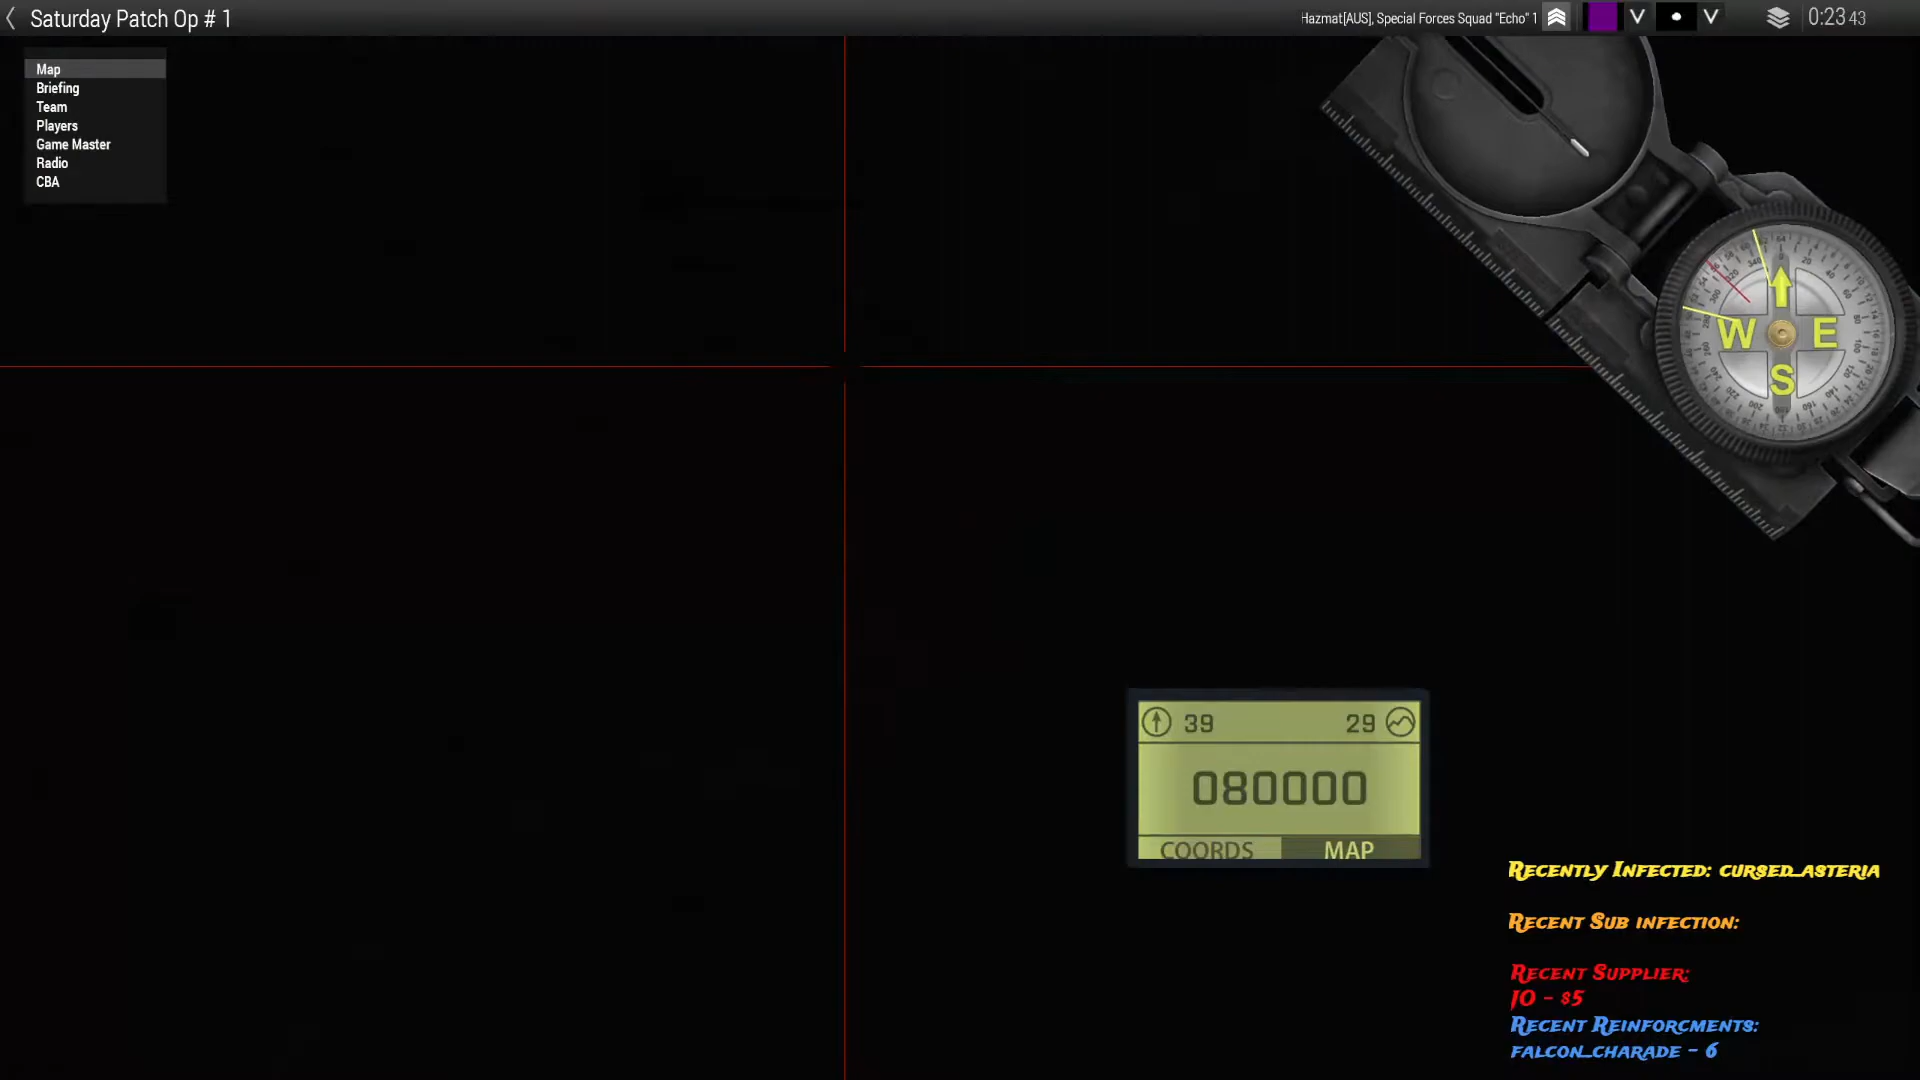 Saturday Patch Op # 1
Hazmat[AUS], Special Forces Squad "Echo" 1
V
V
0:23 43
Map
Briefing
Team
Players
Game Master
Radio
CBA
W
E
S
39
29
080000
COORDS
MAP
Recently Infected: cursed_asteria
Recent Sub infection:
Recent Supplier:
JO - $5
Recent Reinforcments:
falcon_charade - 6